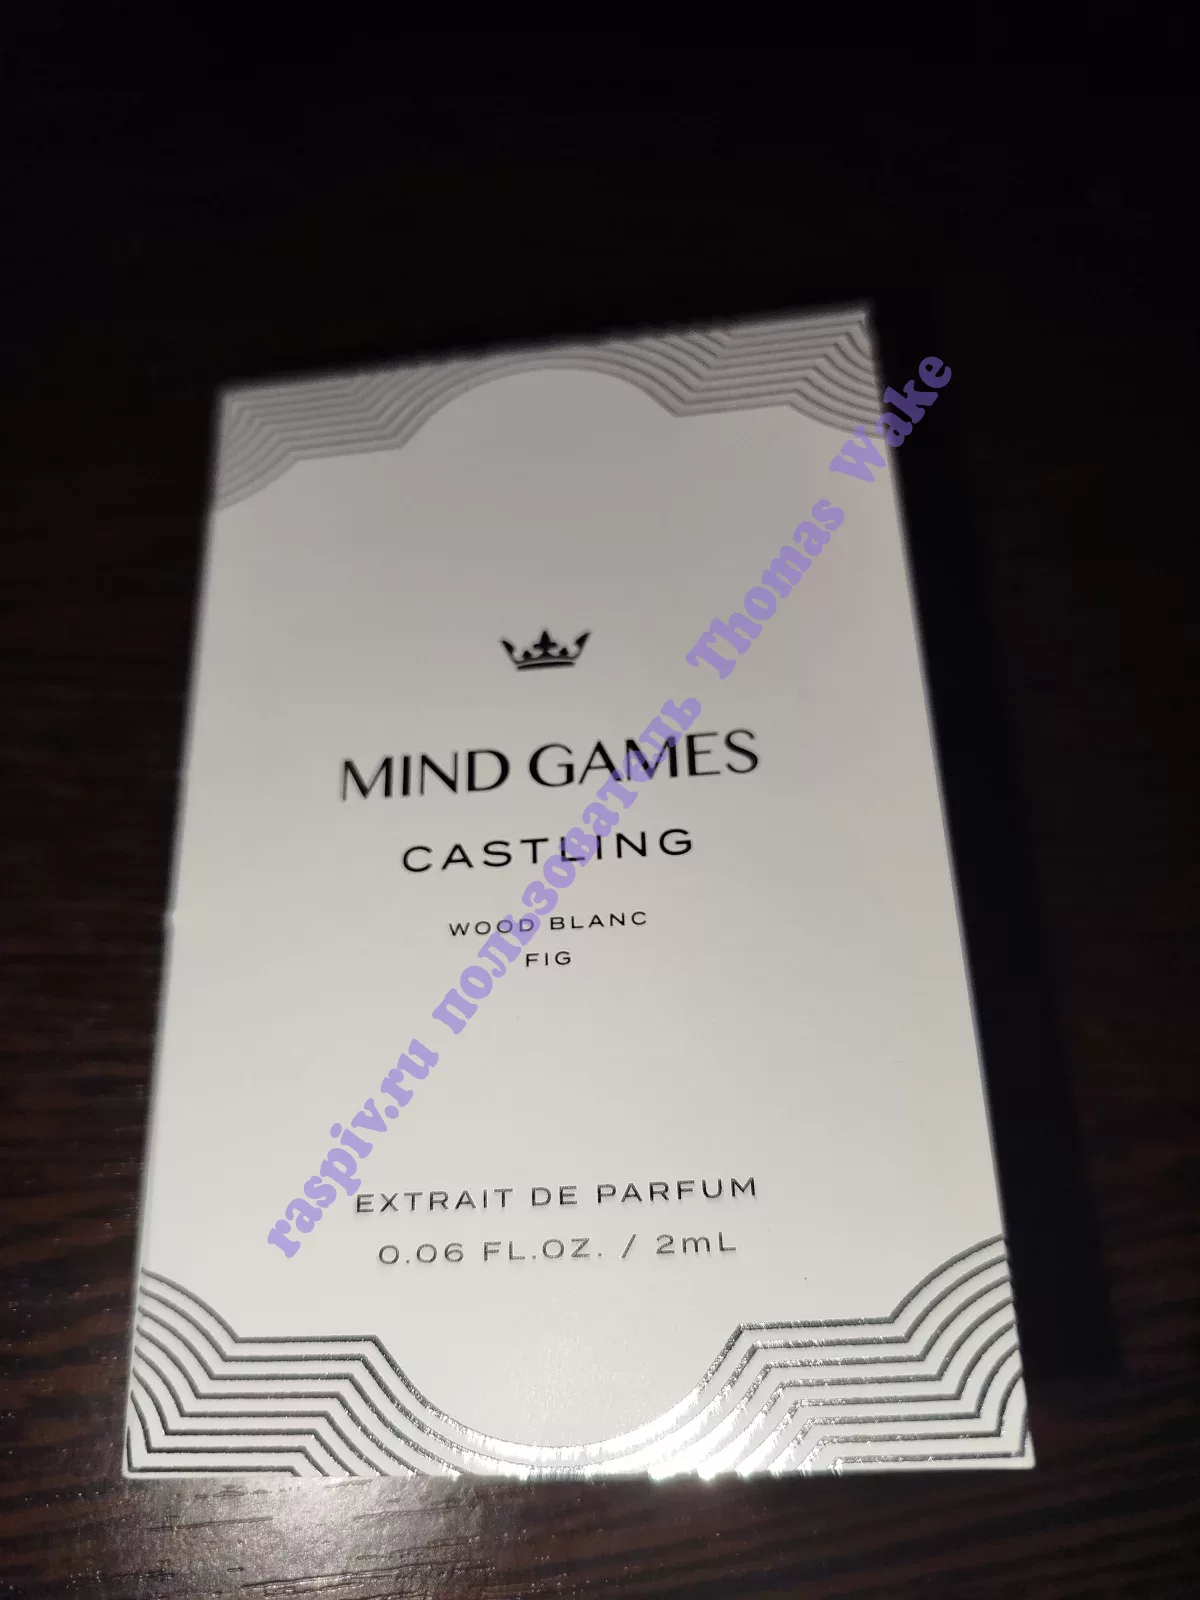 MIND GAMES
CASTLING
WOOD BLANC
FIG
EXTRAIT DE PARFUM
0.06 FL.OZ. / 2mL
raspiv.ru пользователь Thomas Wake